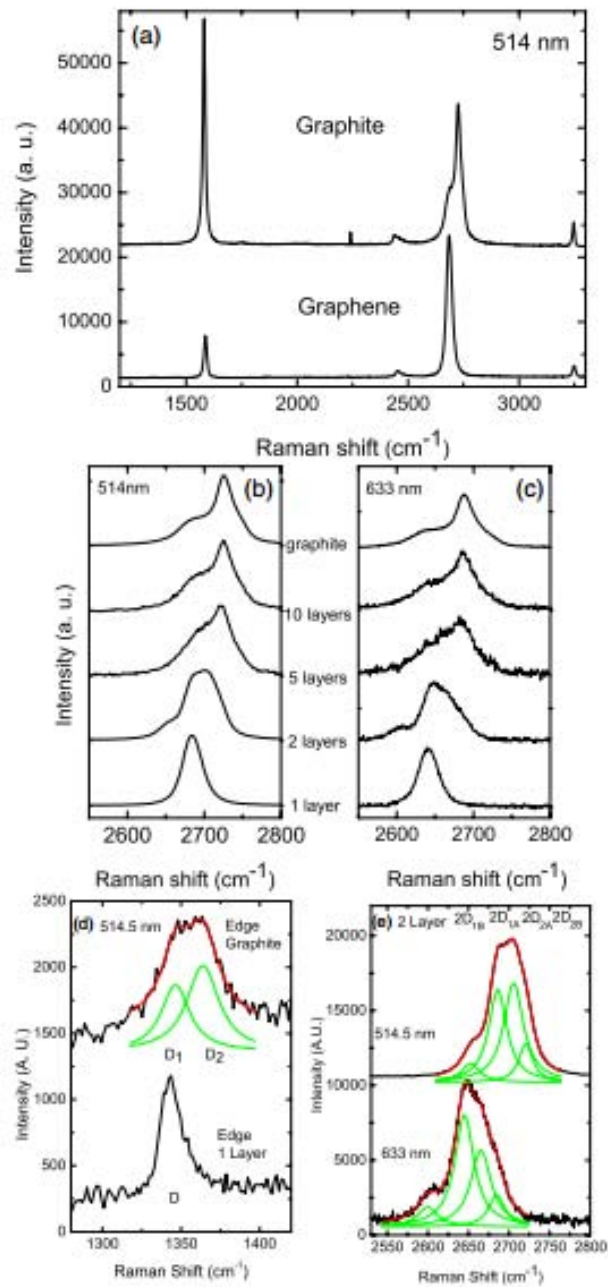 (a)
514 nm
50000
40000
30000
20000
10000
0
Graphite
Graphene
Intensity (a. u.)
1500
2000
2500
3000
Raman shift (cm-1)
514nm
(b)
633 nm
(c)
graphite
10 layers
5 layers
2 layers
1 layer
Intensity (a. u.)
2600
2700
2800
2600
2700
2800
Raman shift (cm-1)
Raman shift (cm-1)
2500
2000
1500
1000
500
0
(d) 514.5 nm
Edge
Graphite
D1
D2
Edge
1 Layer
D
Intensity (A. U.)
1300
1350
1400
Raman Shift (cm-1)
(e) 2 Layer 2D1B 2D1A 2D2A 2D2B
20000
15000
10000
5000
0
514.5 nm
633 nm
Intensity (A.U.)
2550
2600
2650
2700
2750
2800
Raman Shift (cm-1)